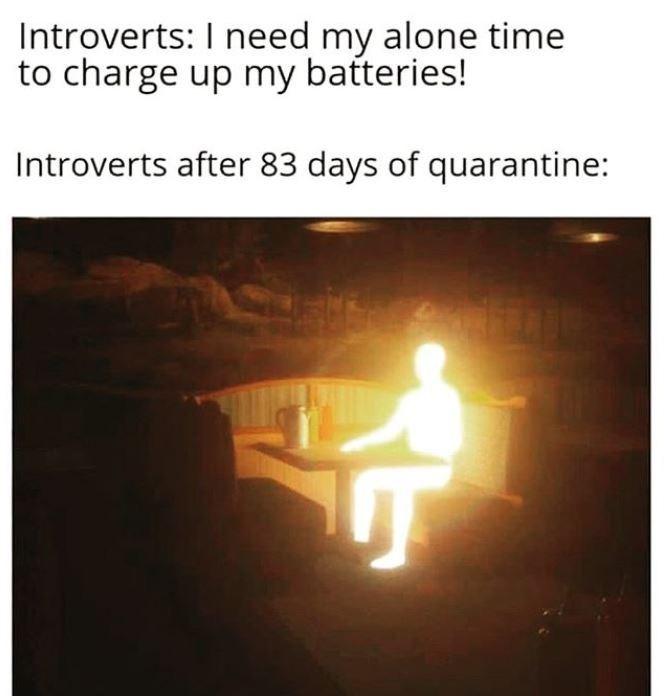 Introverts: I need my alone time
to charge up my batteries!
Introverts after 83 days of quarantine: